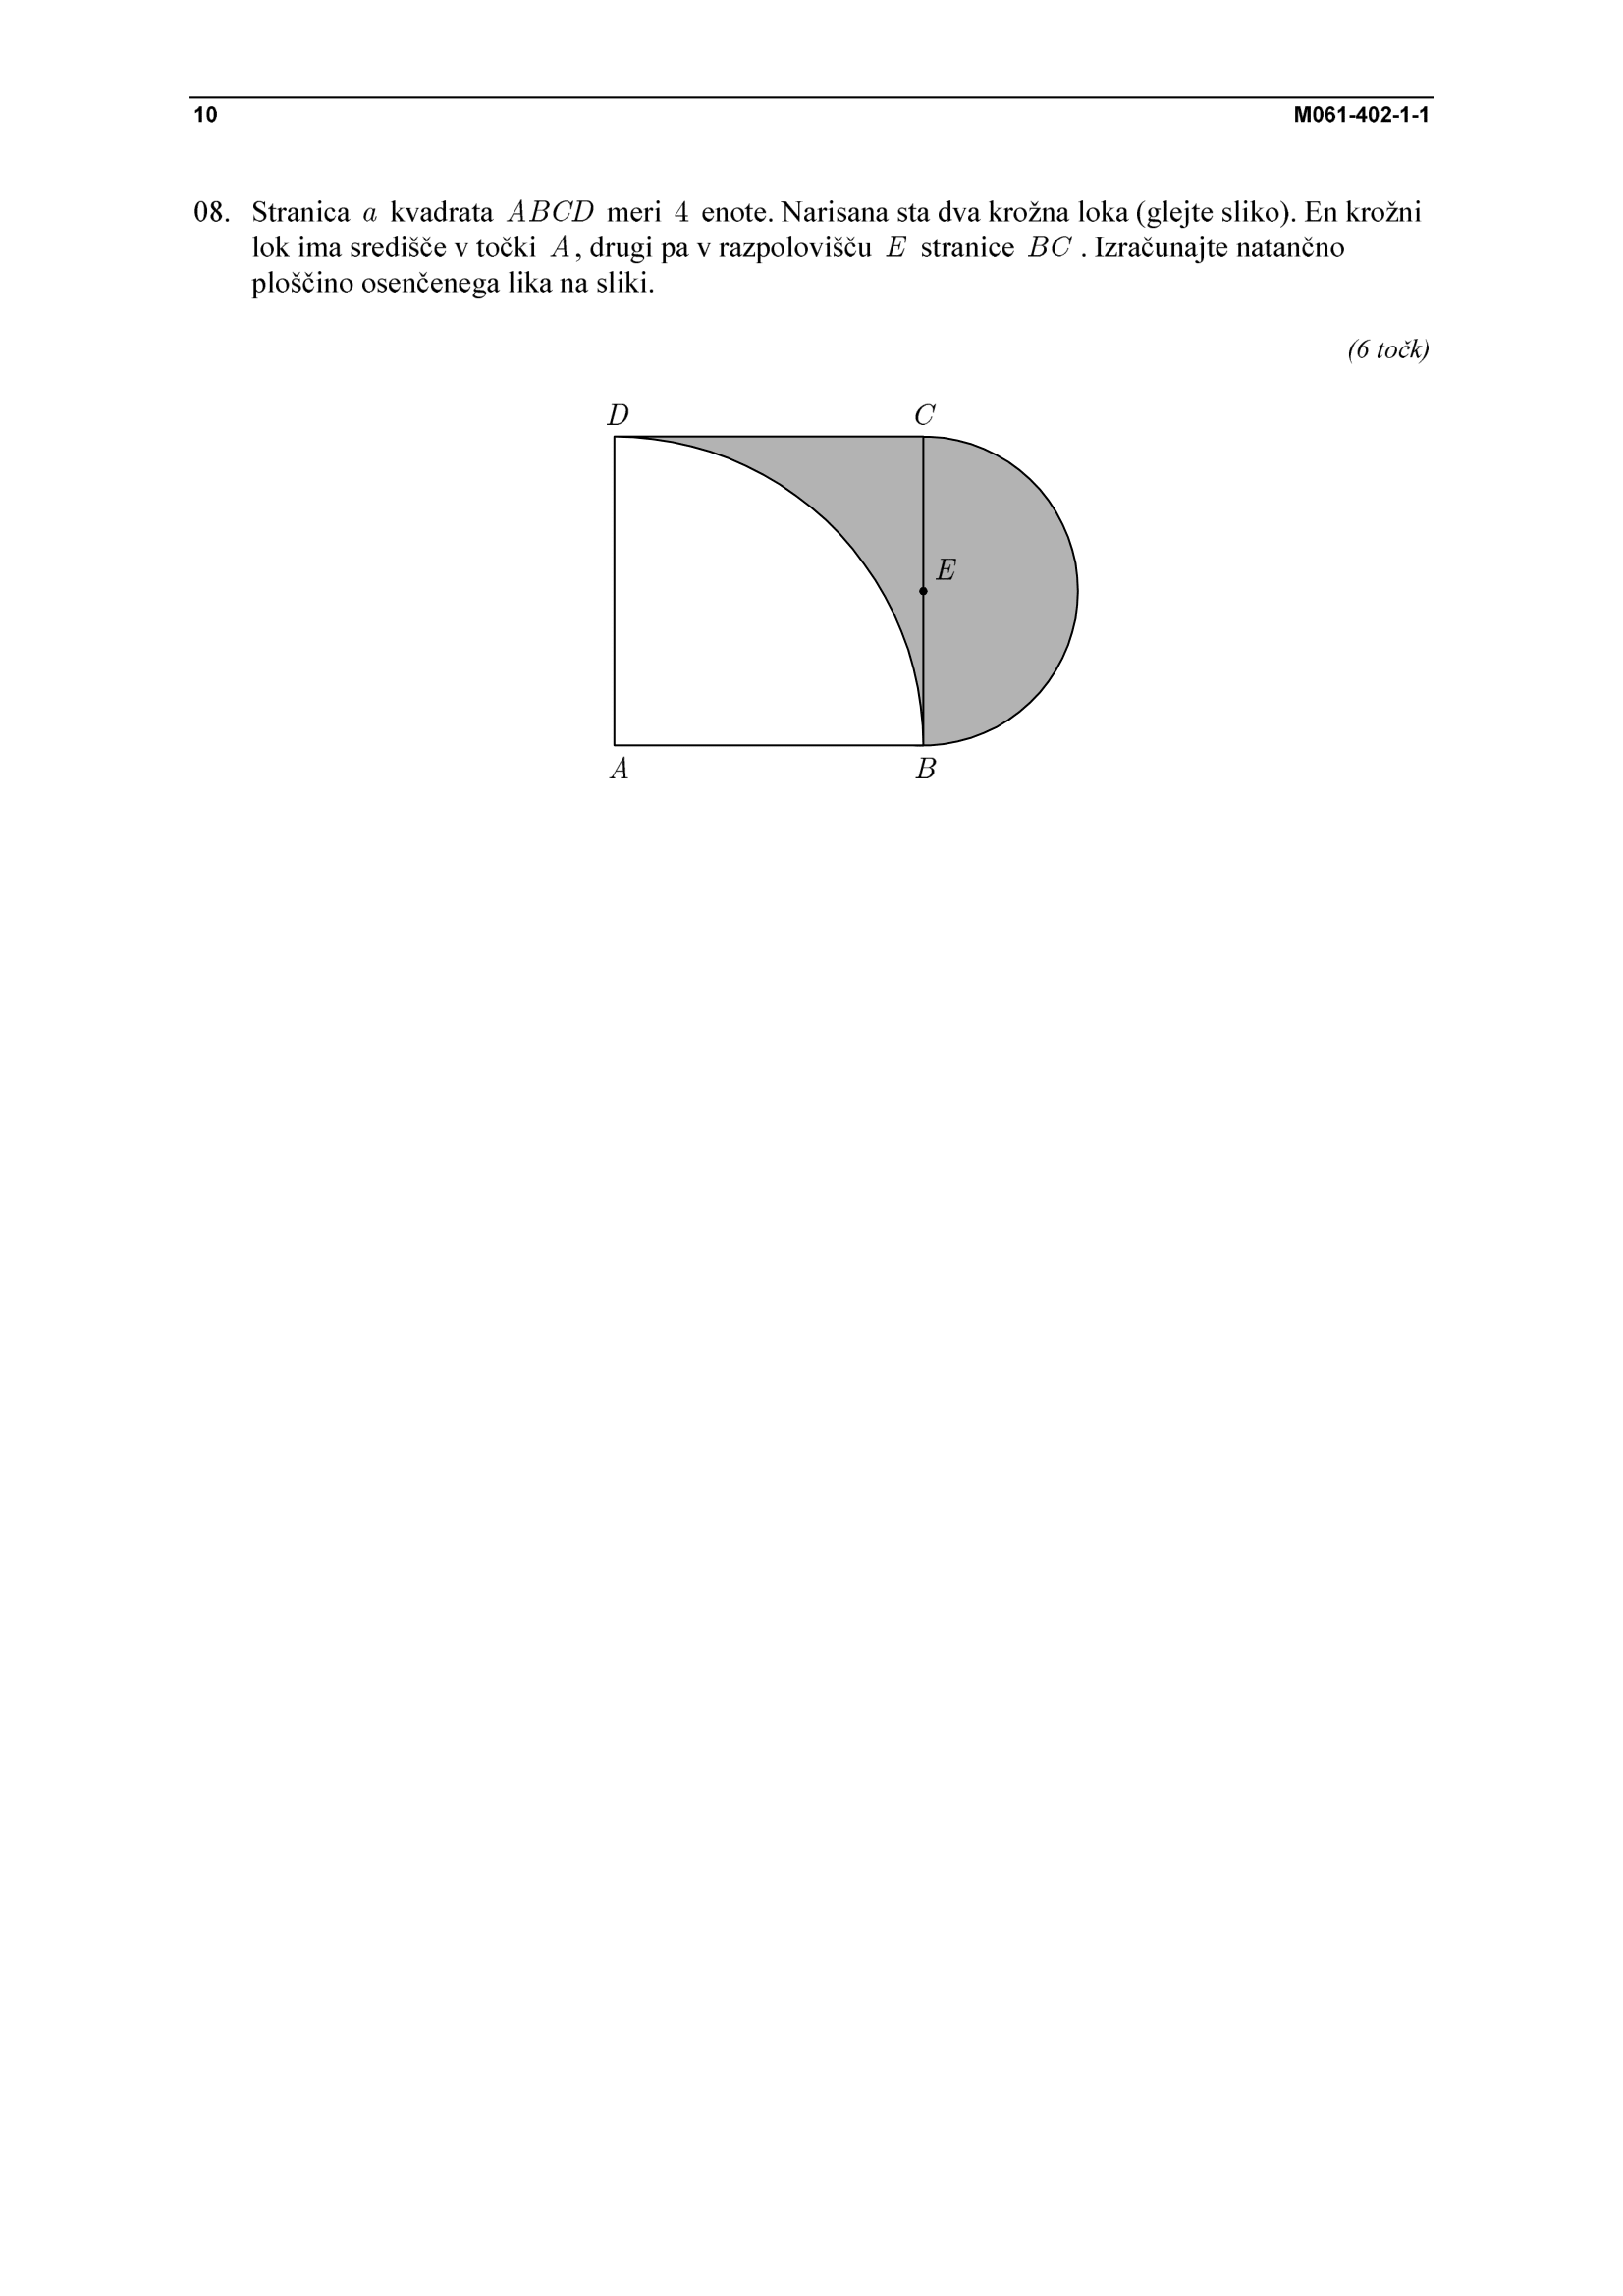 10
M061-402-1-1
08. Stranica a kvadrata ABCD meri 4 enote. Narisana sta dva krožna loka (glejte sliko). En krožni
lok ima središče v točki A, drugi pa v razpolovišču E stranice BC . Izračunajte natančno
ploščino osenčenega lika na sliki.
(6 točk)
D
C
E
A
B